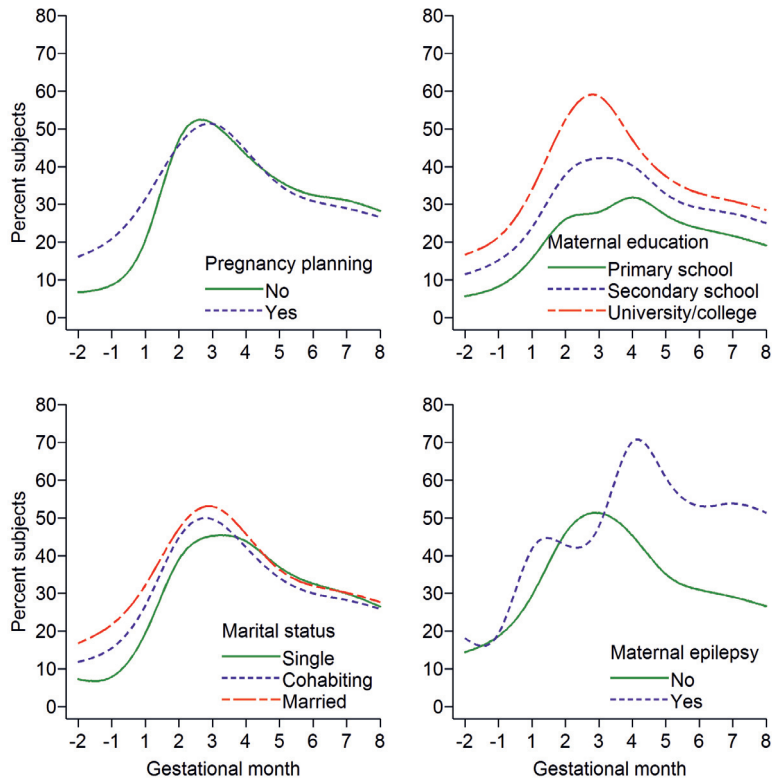 80
70
60
50
40
30
20
10
0
Percent subjects
Pregnancy planning
No
Yes
-2 -1 1 2 3 4 5 6 7 8
80
70
60
50
40
30
20
10
0
Maternal education
Primary school
Secondary school
University/college
-2 -1 1 2 3 4 5 6 7 8
80
70
60
50
40
30
20
10
0
Percent subjects
Marital status
Single
Cohabiting
Married
-2 -1 1 2 3 4 5 6 7 8
Gestational month
80
70
60
50
40
30
20
10
0
Maternal epilepsy
No
Yes
-2 -1 1 2 3 4 5 6 7 8
Gestational month